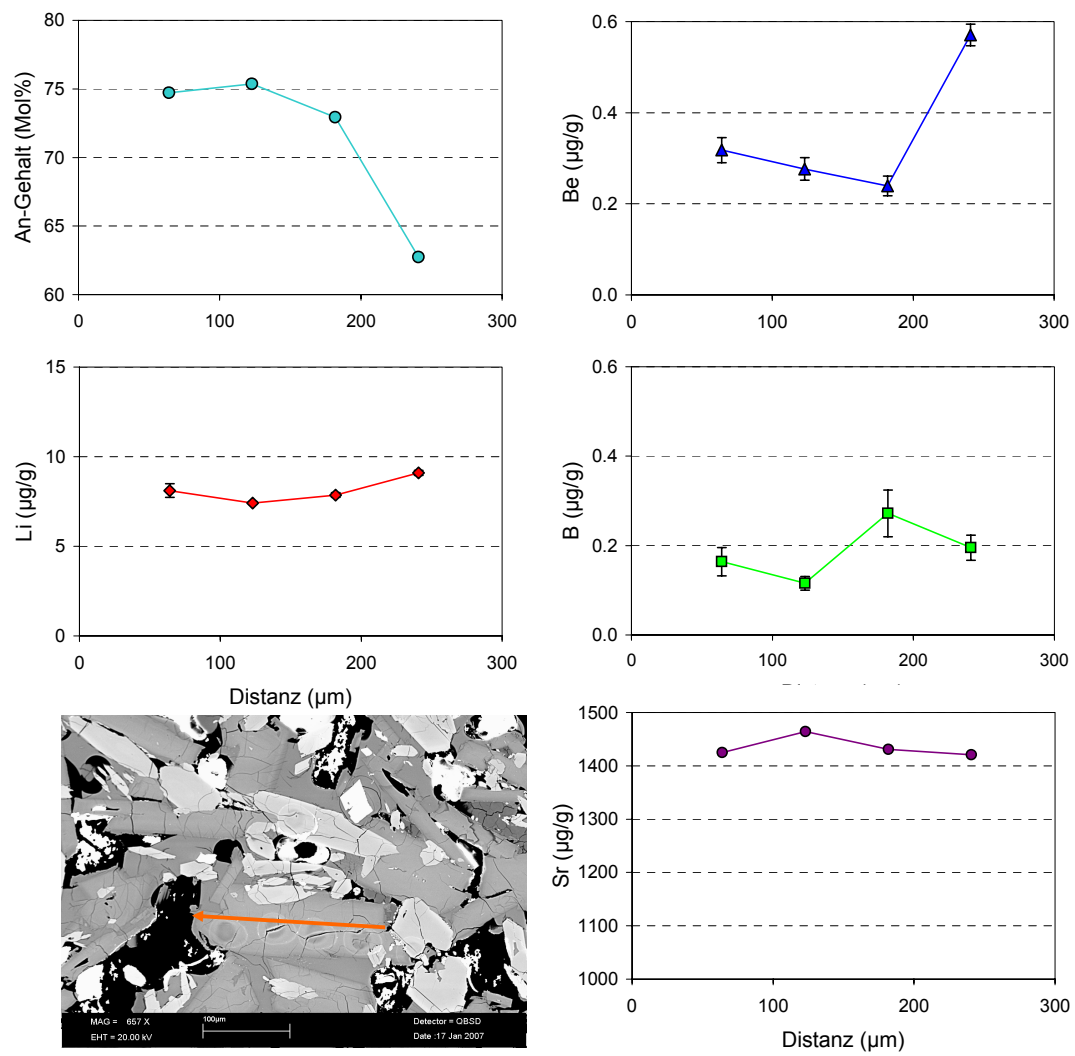 80
75
70
65
60
An-Gehalt (Mol%)
0 100 200 300
0.6
0.4
0.2
0.0
Be (µg/g)
0 100 200 300
15
10
5
0
Li (µg/g)
0 100 200 300
Distanz (µm)
0.6
0.4
0.2
0.0
B (µg/g)
0 100 200 300
MAG = 657 X
EHT = 20.00 kV
100µm
Detector = QBSD
Date :17 Jan 2007
1500
1400
1300
1200
1100
1000
Sr (µg/g)
0 100 200 300
Distanz (µm)